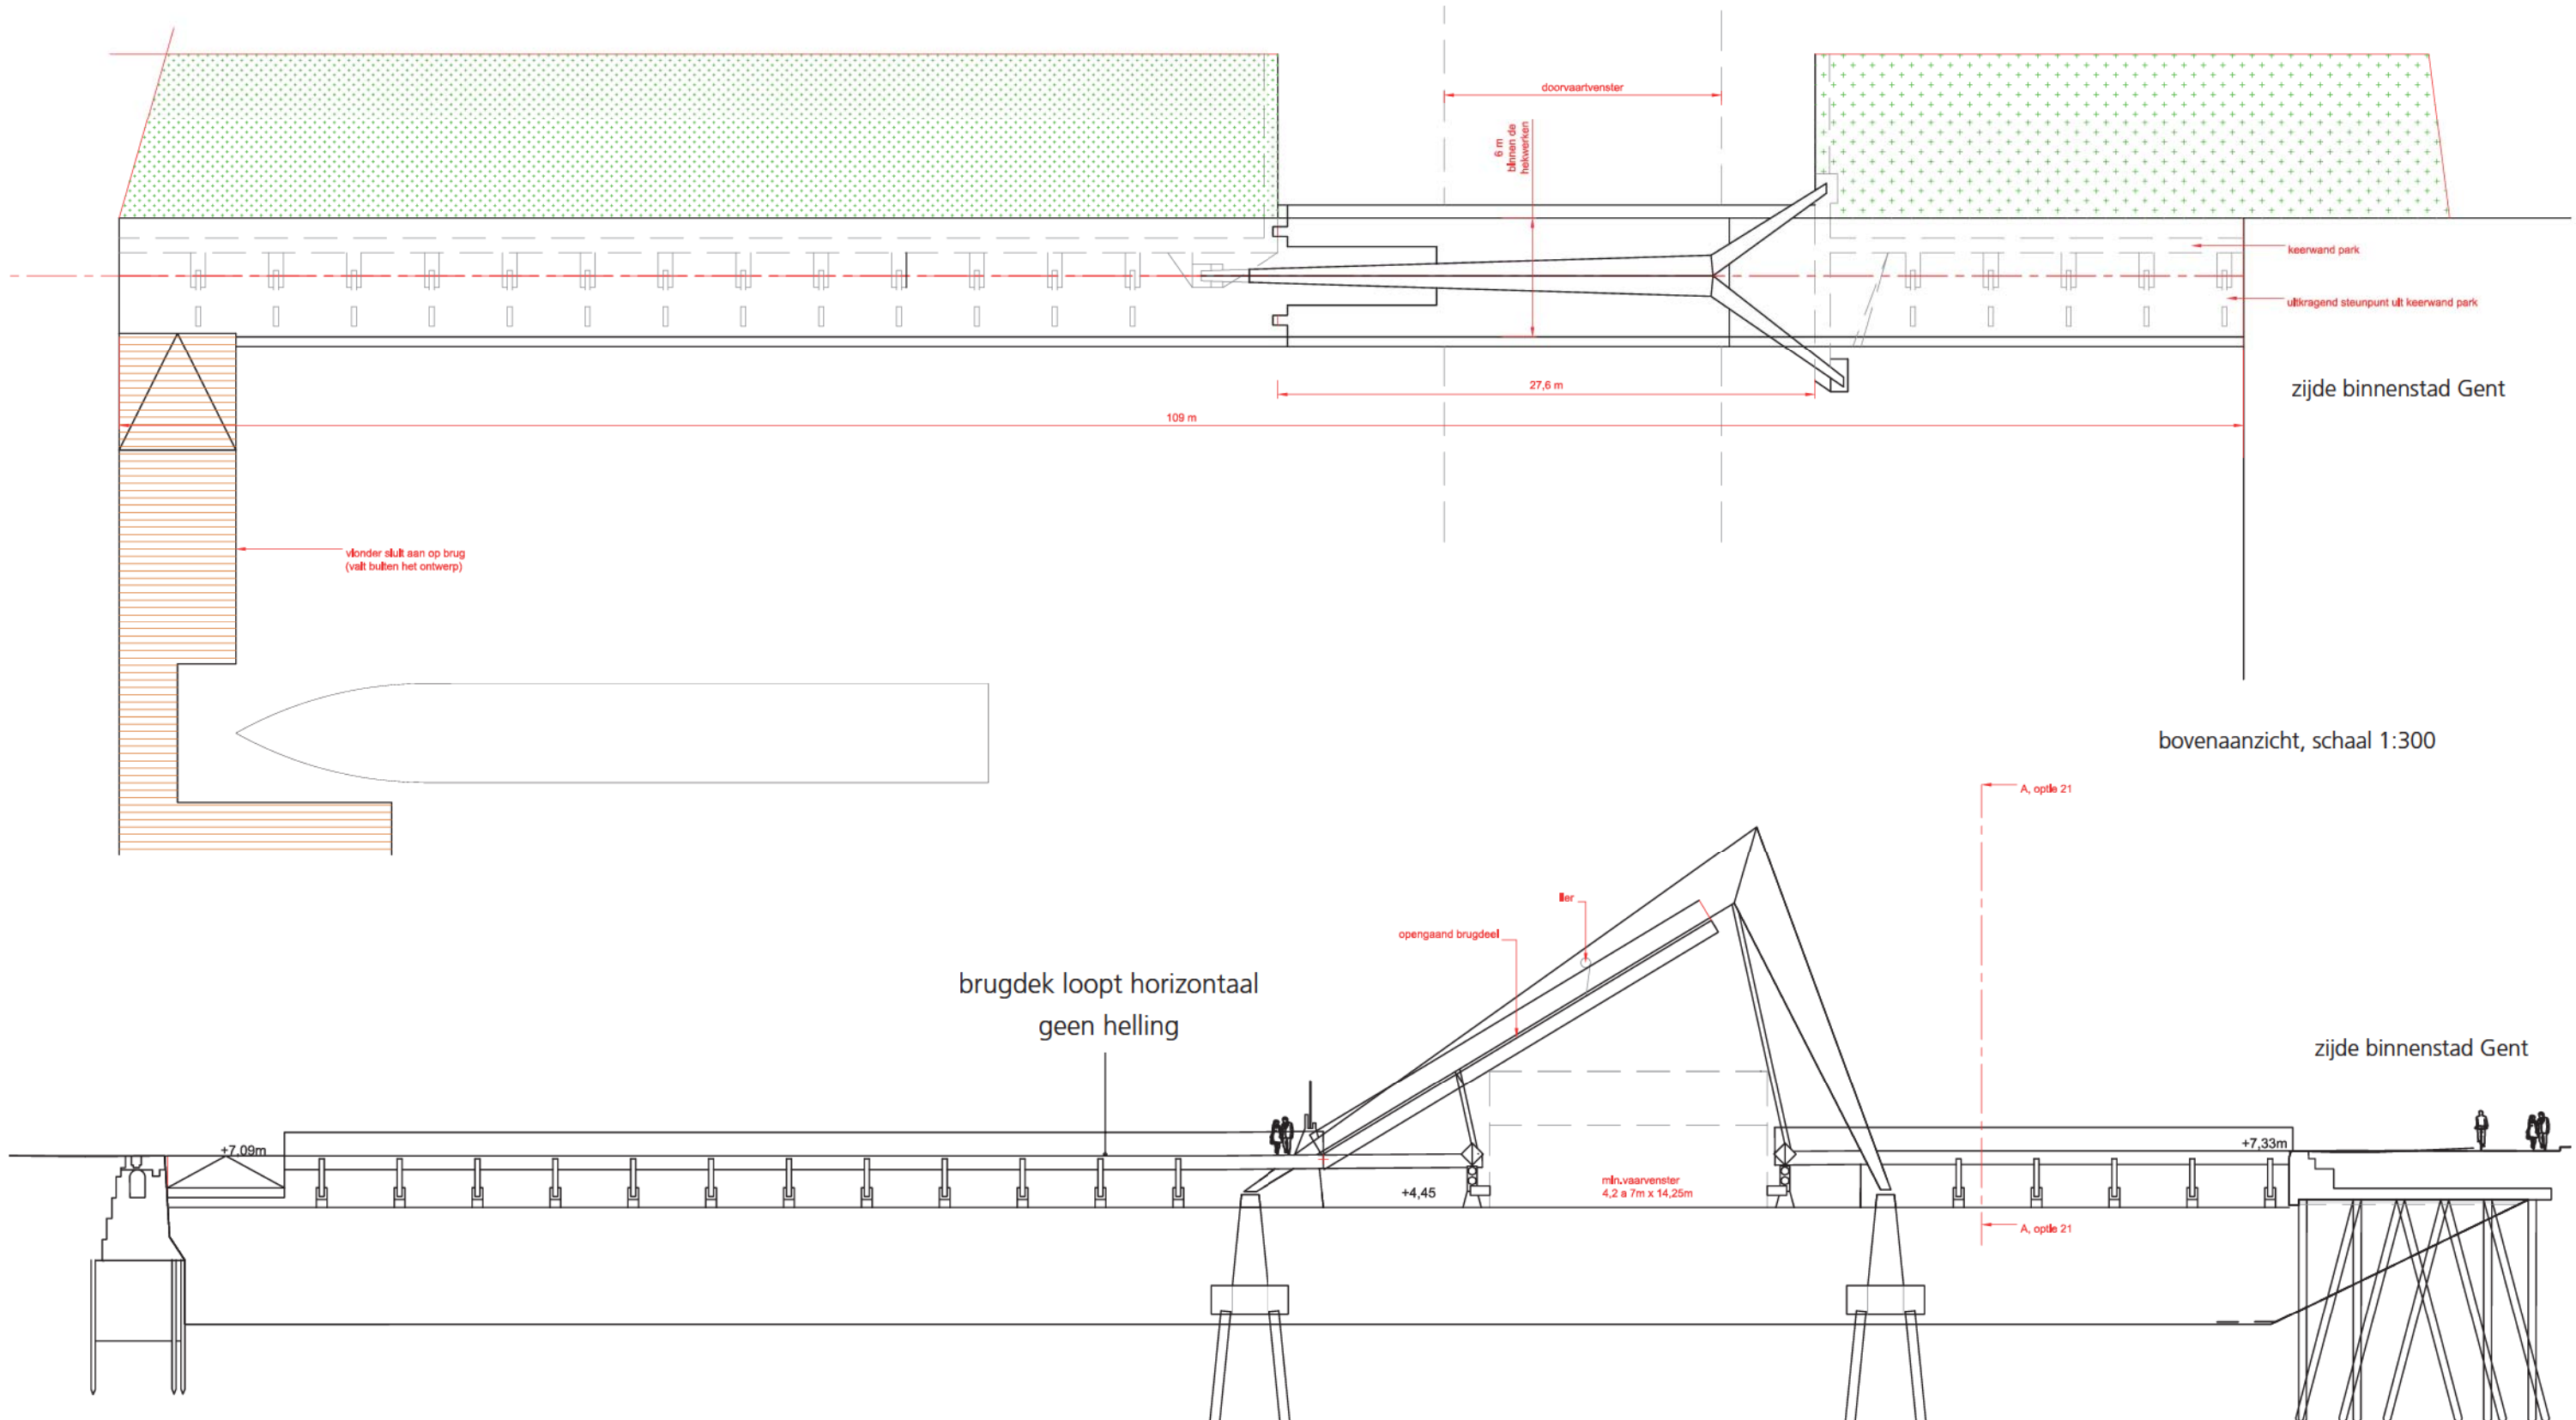 doorvaartvenster
6 m
binnen de
hekwerken
keerwand park
uitkragend steunpunt uit keerwand park
27,6 m
zijde binnenstad Gent
109 m
vlonder sluit aan op brug
(valt buiten het ontwerp)
bovenaanzicht, schaal 1:300
A, optie 21
lier
opengaand brugdeel
brugdek loopt horizontaal
geen helling
zijde binnenstad Gent
+7,09m
+7,33m
min.vaarvenster
4,2 a 7m x 14,25m
+4,45
A, optie 21